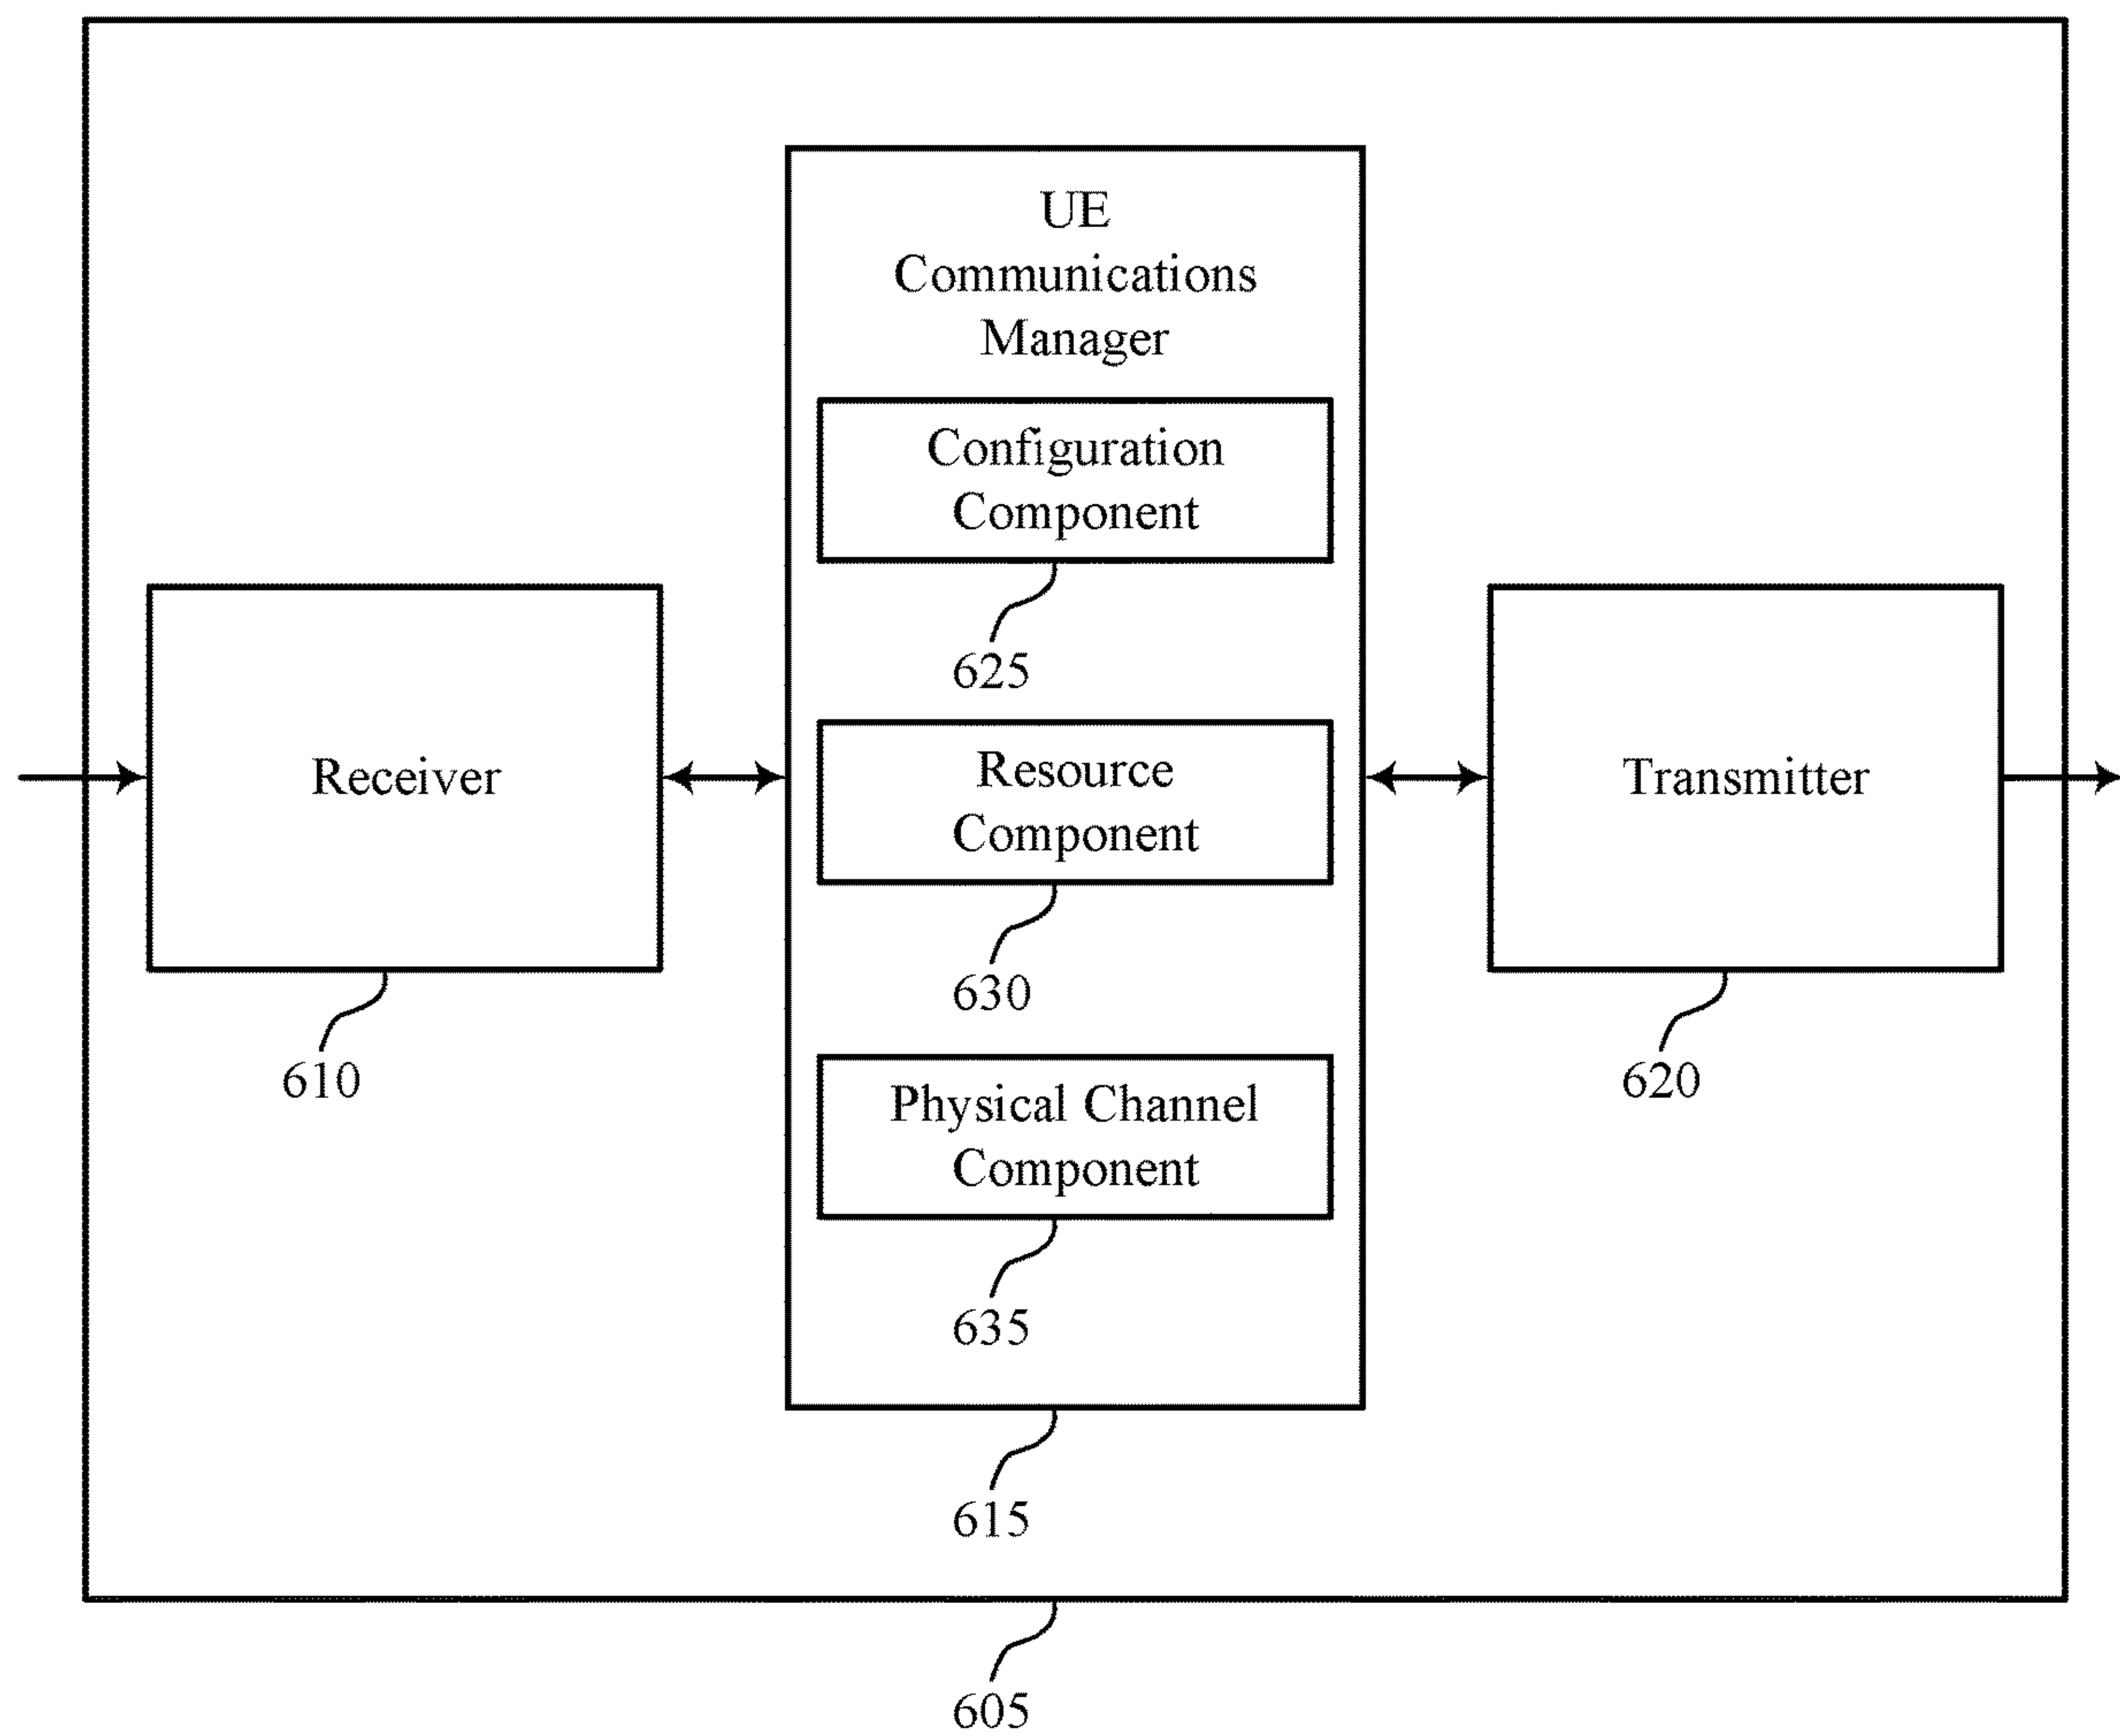 UE
Communications
Manager
Configuration
Component
625
Receiver
610
Resource
Component
630
Transmitter
620
Physical Channel
Component
635
615
605